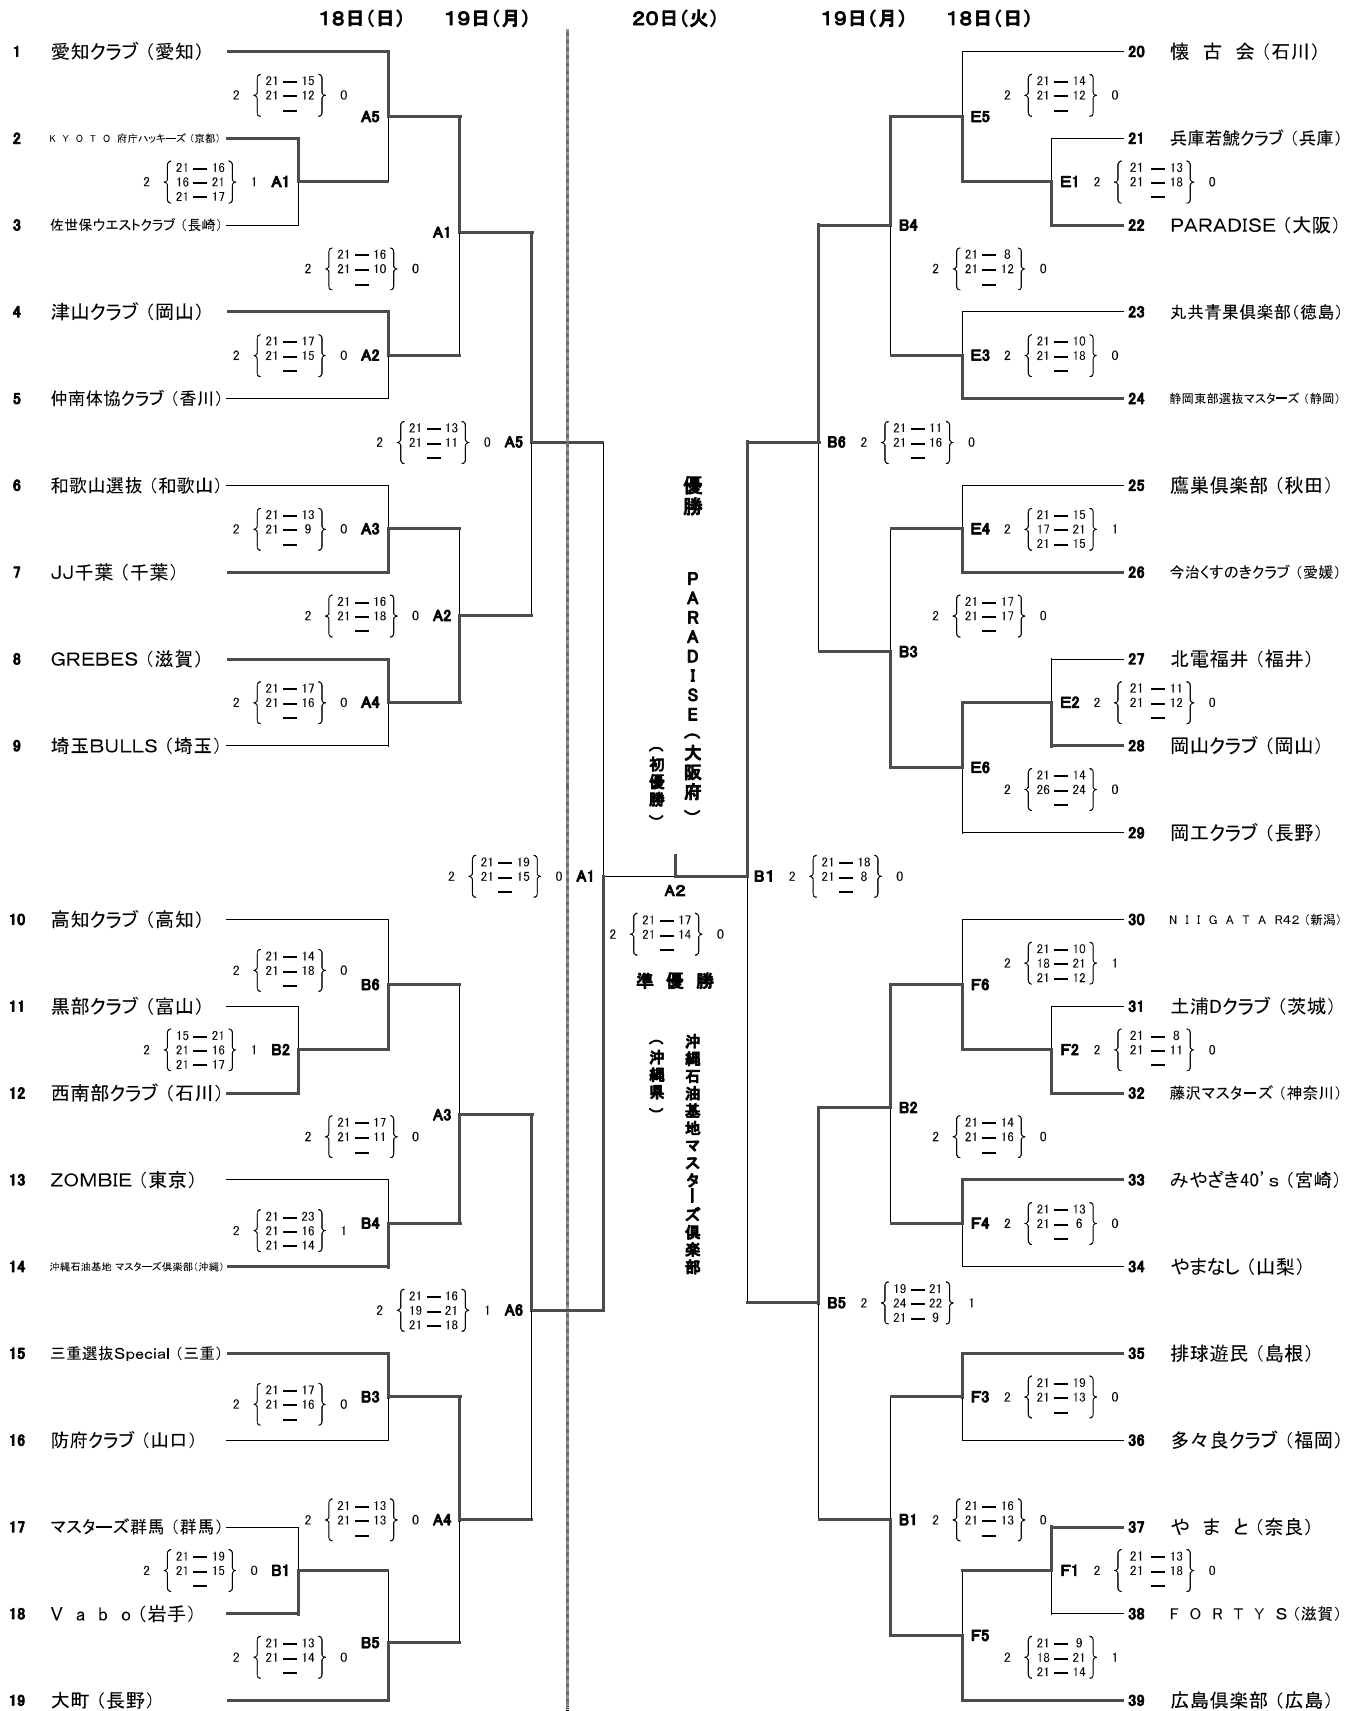 18日(日) 19日(月) 20日(火) 19日(月) 18日(日)
1 愛知クラブ (愛知)
2 { 21 ― 15 21 ― 12 ― } 0
A5
2 KYOTO 府庁ハッキーズ (京都)
2 { 21 ― 16 16 ― 21 21 ― 17 } 1 A1
3 佐世保ウエストクラブ (長崎)
A1
2 { 21 ― 16 21 ― 10 ― } 0
4 津山クラブ (岡山)
2 { 21 ― 17 21 ― 15 ― } 0 A2
5 仲南体協クラブ (香川)
2 { 21 ― 13 21 ― 11 ― } 0 A5
6 和歌山選抜 (和歌山)
2 { 21 ― 13 21 ― 9 ― } 0 A3
7 JJ千葉 (千葉)
2 { 21 ― 16 21 ― 18 ― } 0 A2
8 GREBES (滋賀)
2 { 21 ― 17 21 ― 16 ― } 0 A4
9 埼玉BULLS (埼玉)
2 { 21 ― 19 21 ― 15 ― } 0 A1
10 高知クラブ (高知)
2 { 21 ― 14 21 ― 18 ― } 0
B6
11 黒部クラブ (富山)
2 { 15 ― 21 21 ― 16 21 ― 17 } 1 B2
12 西南部クラブ (石川)
A3
2 { 21 ― 17 21 ― 11 ― } 0
13 ZOMBIE (東京)
2 { 21 ― 23 21 ― 16 21 ― 14 } 1 B4
14 沖縄石油基地 マスターズ倶楽部(沖縄)
2 { 21 ― 16 19 ― 21 21 ― 18 } 1 A6
15 三重選抜Special (三重)
2 { 21 ― 17 21 ― 16 ― } 0 B3
16 防府クラブ (山口)
2 { 21 ― 13 21 ― 13 ― } 0 A4
17 マスターズ群馬 (群馬)
2 { 21 ― 19 21 ― 15 ― } 0 B1
18 Vabo(岩手)
B5
2 { 21 ― 13 21 ― 14 ― } 0
19 大町 (長野)
優勝
PARADISE(大阪府)
(初優勝)
A2
2 { 21 ― 17 21 ― 14 ― } 0
準優勝
沖縄石油基地マスターズ倶楽部
(沖縄県)
20 懐古会 (石川)
2 { 21 ― 14 21 ― 12 ― } 0
E5
21 兵庫若鯱クラブ (兵庫)
E1 2 { 21 ― 13 21 ― 18 ― } 0
22 PARADISE (大阪)
B4
2 { 21 ― 8 21 ― 12 ― } 0
23 丸共青果倶楽部(徳島)
E3 2 { 21 ― 10 21 ― 18 ― } 0
24 静岡東部選抜マスターズ (静岡)
B6 2 { 21 ― 11 21 ― 16 ― } 0
25 鷹巣倶楽部 (秋田)
E4 2 { 21 ― 15 17 ― 21 21 ― 15 } 1
26 今治くすのきクラブ (愛媛)
2 { 21 ― 17 21 ― 17 ― } 0
B3
27 北電福井 (福井)
E2 2 { 21 ― 11 21 ― 12 ― } 0
28 岡山クラブ (岡山)
E6
2 { 21 ― 14 26 ― 24 ― } 0
29 岡工クラブ (長野)
B1 2 { 21 ― 18 21 ― 8 ― } 0
30 NIIGATA R42 (新潟)
2 { 21 ― 10 18 ― 21 21 ― 12 } 1
F6
31 土浦Dクラブ (茨城)
F2 2 { 21 ― 8 21 ― 11 ― } 0
32 藤沢マスターズ (神奈川)
B2
2 { 21 ― 14 21 ― 16 ― } 0
33 みやざき40's (宮崎)
F4 2 { 21 ― 13 21 ― 6 ― } 0
34 やまなし (山梨)
B5 2 { 19 ― 21 24 ― 22 21 ― 9 } 1
35 排球遊民 (島根)
F3 2 { 21 ― 19 21 ― 13 ― } 0
36 多々良クラブ (福岡)
B1 2 { 21 ― 16 21 ― 13 ― } 0
37 やまと(奈良)
F1 2 { 21 ― 13 21 ― 18 ― } 0
38 FORTYS(滋賀)
F5
2 { 21 ― 9 18 ― 21 21 ― 14 } 1
39 広島倶楽部 (広島)